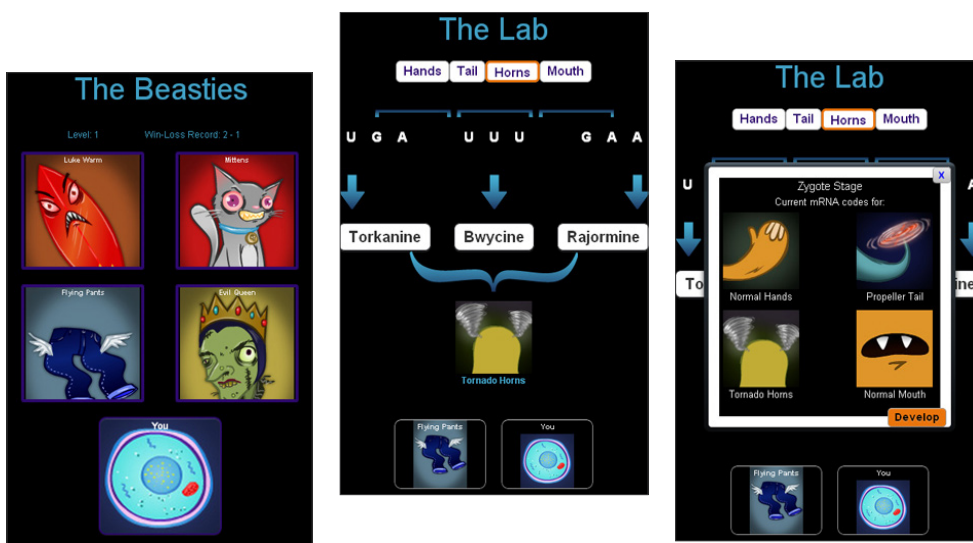 The Beasties
Level: 1 Win-Loss Record: 2 - 1
Luke Warm Mittens
Flying Pants Evil Queen
You
The Lab
Hands Tail Horns Mouth
U G A U U U G A A
Torkanine Bwycine Rajormine
Tornado Horns
Flying Pants You
The Lab
Hands Tail Horns Mouth
X
U A
Zygote Stage
Current mRNA codes for:
To ine
Normal Hands Propeller Tail
Tornado Horns Normal Mouth
Develop
Flying Pants You